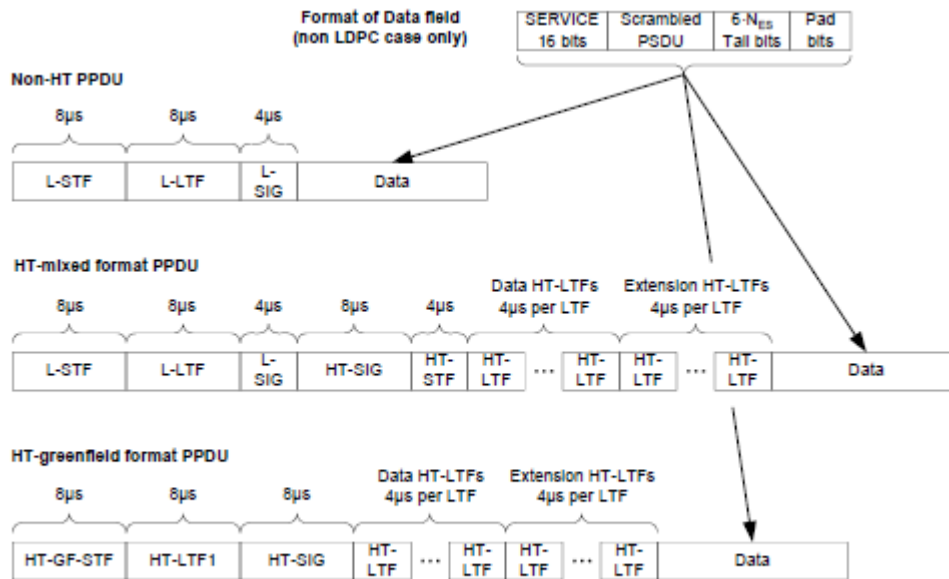 Format of Data field
(non LDPC case only)
SERVICE 16 bits
Scrambled PSDU
6·NES Tail bits
Pad bits
Non-HT PPDU
8µs 8µs 4µs
L-STF L-LTF L-SIG Data
HT-mixed format PPDU
Data HT-LTFs
4µs per LTF
Extension HT-LTFs
4µs per LTF
8µs 8µs 4µs 8µs 4µs
L-STF L-LTF L-SIG HT-SIG HT-STF HT-LTF ... HT-LTF HT-LTF ... HT-LTF Data
HT-greenfield format PPDU
Data HT-LTFs
4µs per LTF
Extension HT-LTFs
4µs per LTF
8µs 8µs 8µs
HT-GF-STF HT-LTF1 HT-SIG HT-LTF ... HT-LTF HT-LTF ... HT-LTF Data